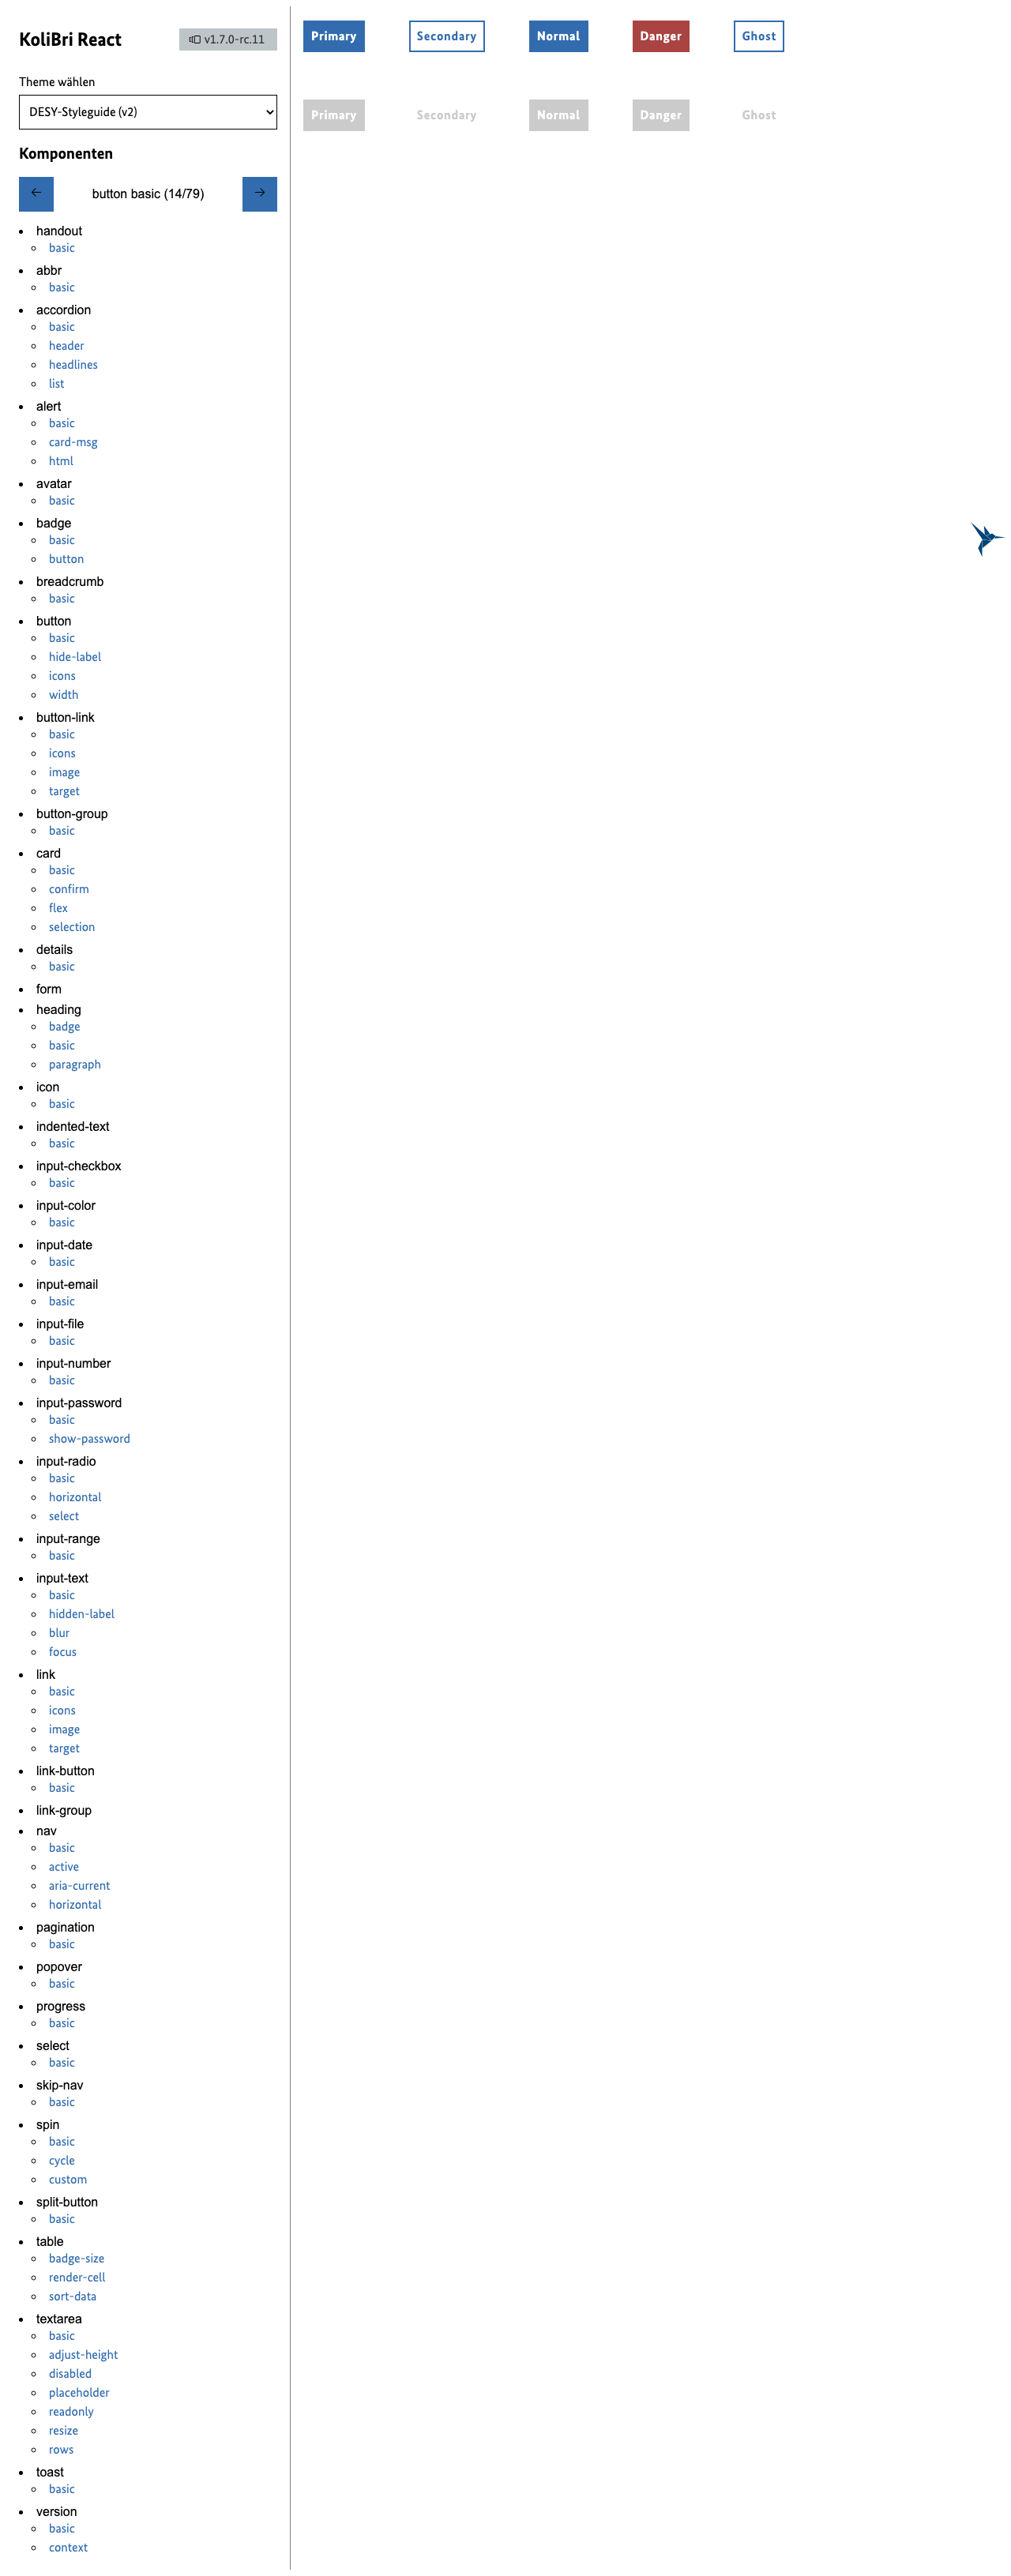 KoliBri React
v1.7.0-rc.11
Theme wählen
DESY-Styleguide (v2)
Komponenten
button basic (14/79)
handout
basic
abbr
basic
accordion
basic
header
headlines
list
alert
basic
card-msg
html
avatar
basic
badge
basic
button
breadcrumb
basic
button
basic
hide-label
icons
width
button-link
basic
icons
image
target
button-group
basic
card
basic
confirm
flex
selection
details
basic
form
heading
badge
basic
paragraph
icon
basic
indented-text
basic
input-checkbox
basic
input-color
basic
input-date
basic
input-email
basic
input-file
basic
input-number
basic
input-password
basic
show-password
input-radio
basic
horizontal
select
input-range
basic
input-text
basic
hidden-label
blur
focus
link
basic
icons
image
target
link-button
basic
link-group
nav
basic
active
aria-current
horizontal
pagination
basic
popover
basic
progress
basic
select
basic
skip-nav
basic
spin
basic
cycle
custom
split-button
basic
table
badge-size
render-cell
sort-data
textarea
basic
adjust-height
disabled
placeholder
readonly
resize
rows
toast
basic
version
basic
context
Primary Secondary Normal Danger Ghost
Primary Secondary Normal Danger Ghost